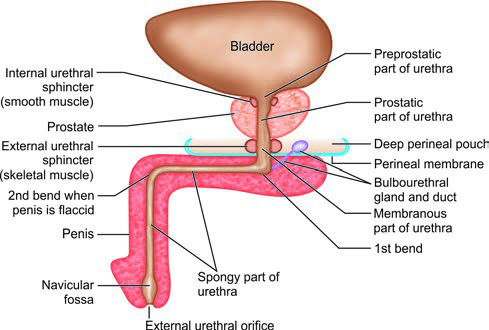 Bladder
Internal urethral
sphincter
(smooth muscle)
Prostate
External urethral
sphincter
(skeletal muscle)
2nd bend when
penis is flaccid
Penis
Navicular
fossa
Spongy part of
urethra
External urethral orifice
Preprostatic
part of urethra
Prostatic
part of urethra
Deep perineal pouch
Perineal membrane
Bulbourethral
gland and duct
Membranous
part of urethra
1st bend